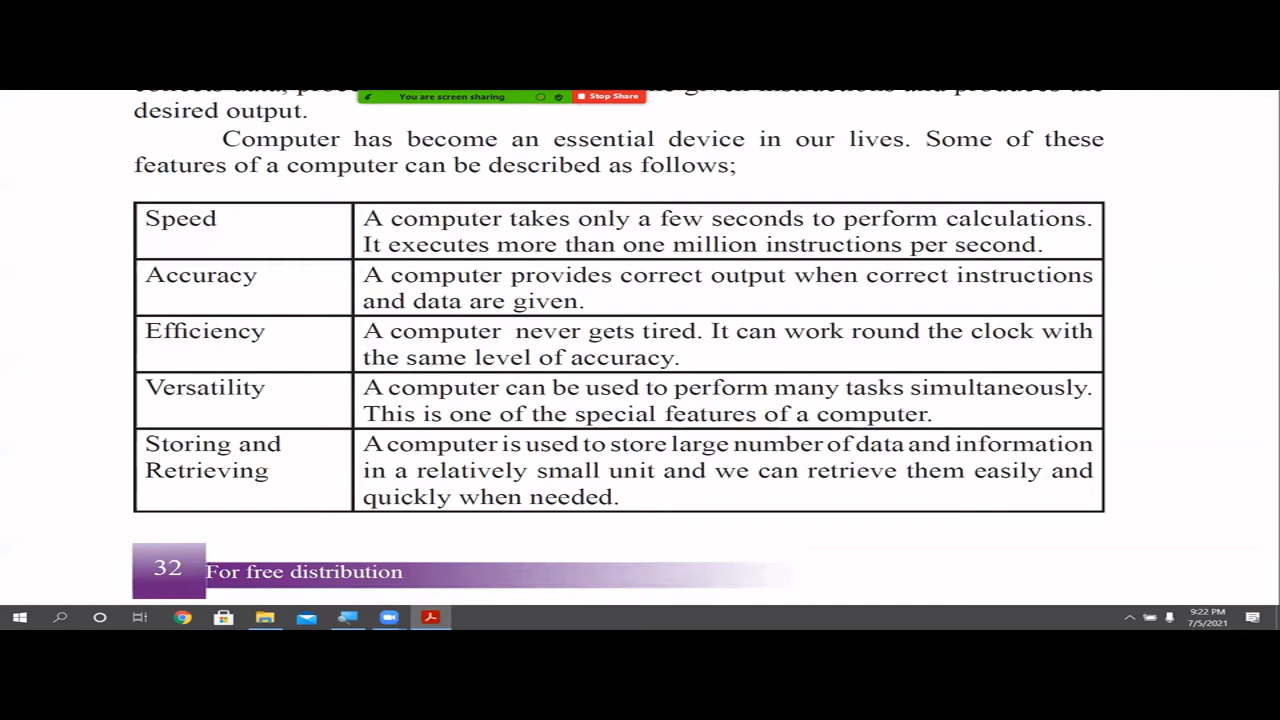 You are screen sharing
Stop Share
given instructions and produces the
desired output.
Computer has become an essential device in our lives. Some of these
features of a computer can be described as follows;
Speed
A computer takes only a few seconds to perform calculations.
It executes more than one million instructions per second.
Accuracy
A computer provides correct output when correct instructions
and data are given.
Efficiency
A computer never gets tired. It can work round the clock with
the same level of accuracy.
Versatility
A computer can be used to perform many tasks simultaneously.
This is one of the special features of a computer.
Storing and
Retrieving
A computer is used to store large number of data and information
in a relatively small unit and we can retrieve them easily and
quickly when needed.
32
For free distribution
9:22 PM
7/5/2021